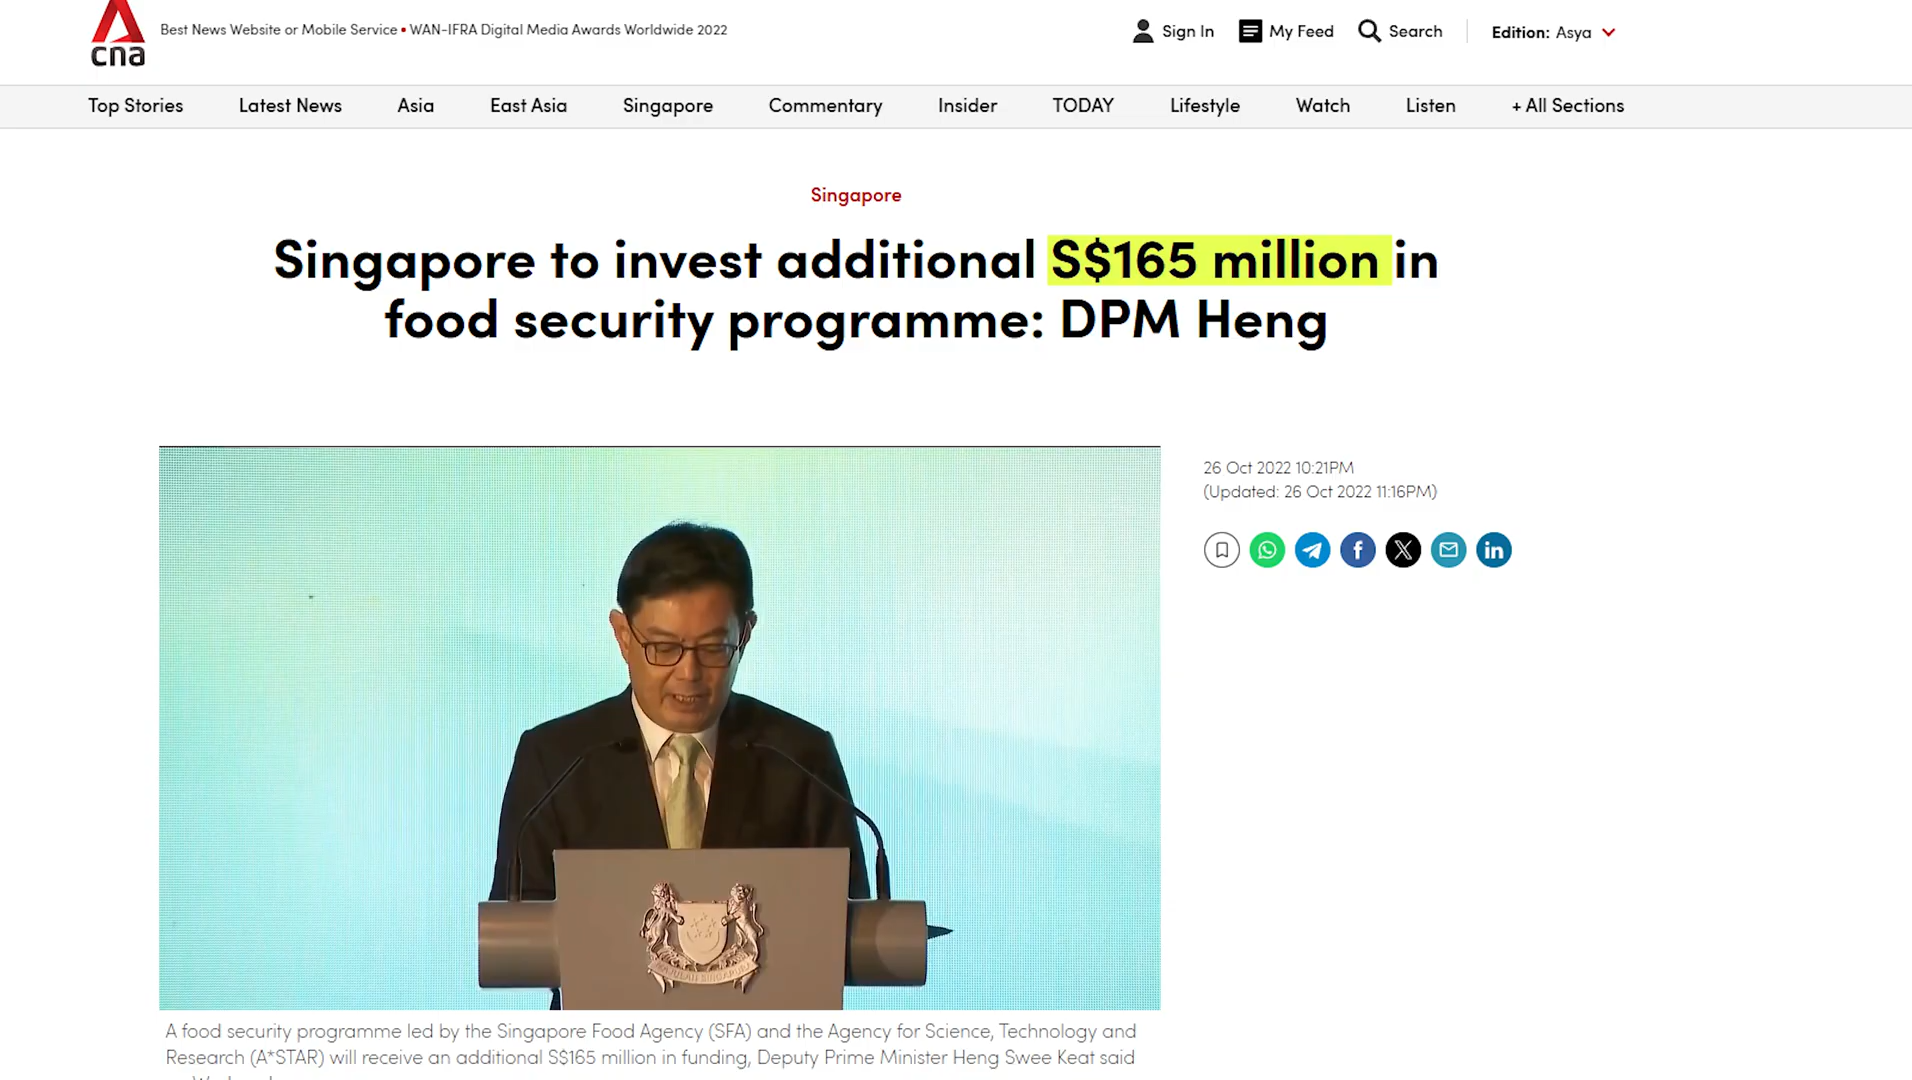 cna
Best News Website or Mobile Service • WAN-IFRA Digital Media Awards Worldwide 2022
Sign In
My Feed
Search
Edition: Asya
Top Stories
Latest News
Asia
East Asia
Singapore
Commentary
Insider
TODAY
Lifestyle
Watch
Listen
+ All Sections
Singapore
Singapore to invest additional S$165 million in
food security programme: DPM Heng
26 Oct 2022 10:21PM
(Updated: 26 Oct 2022 11:16PM)
MAJULAH SINGAPURA
A food security programme led by the Singapore Food Agency (SFA) and the Agency for Science, Technology and
Research (A*STAR) will receive an additional S$165 million in funding, Deputy Prime Minister Heng Swee Keat said